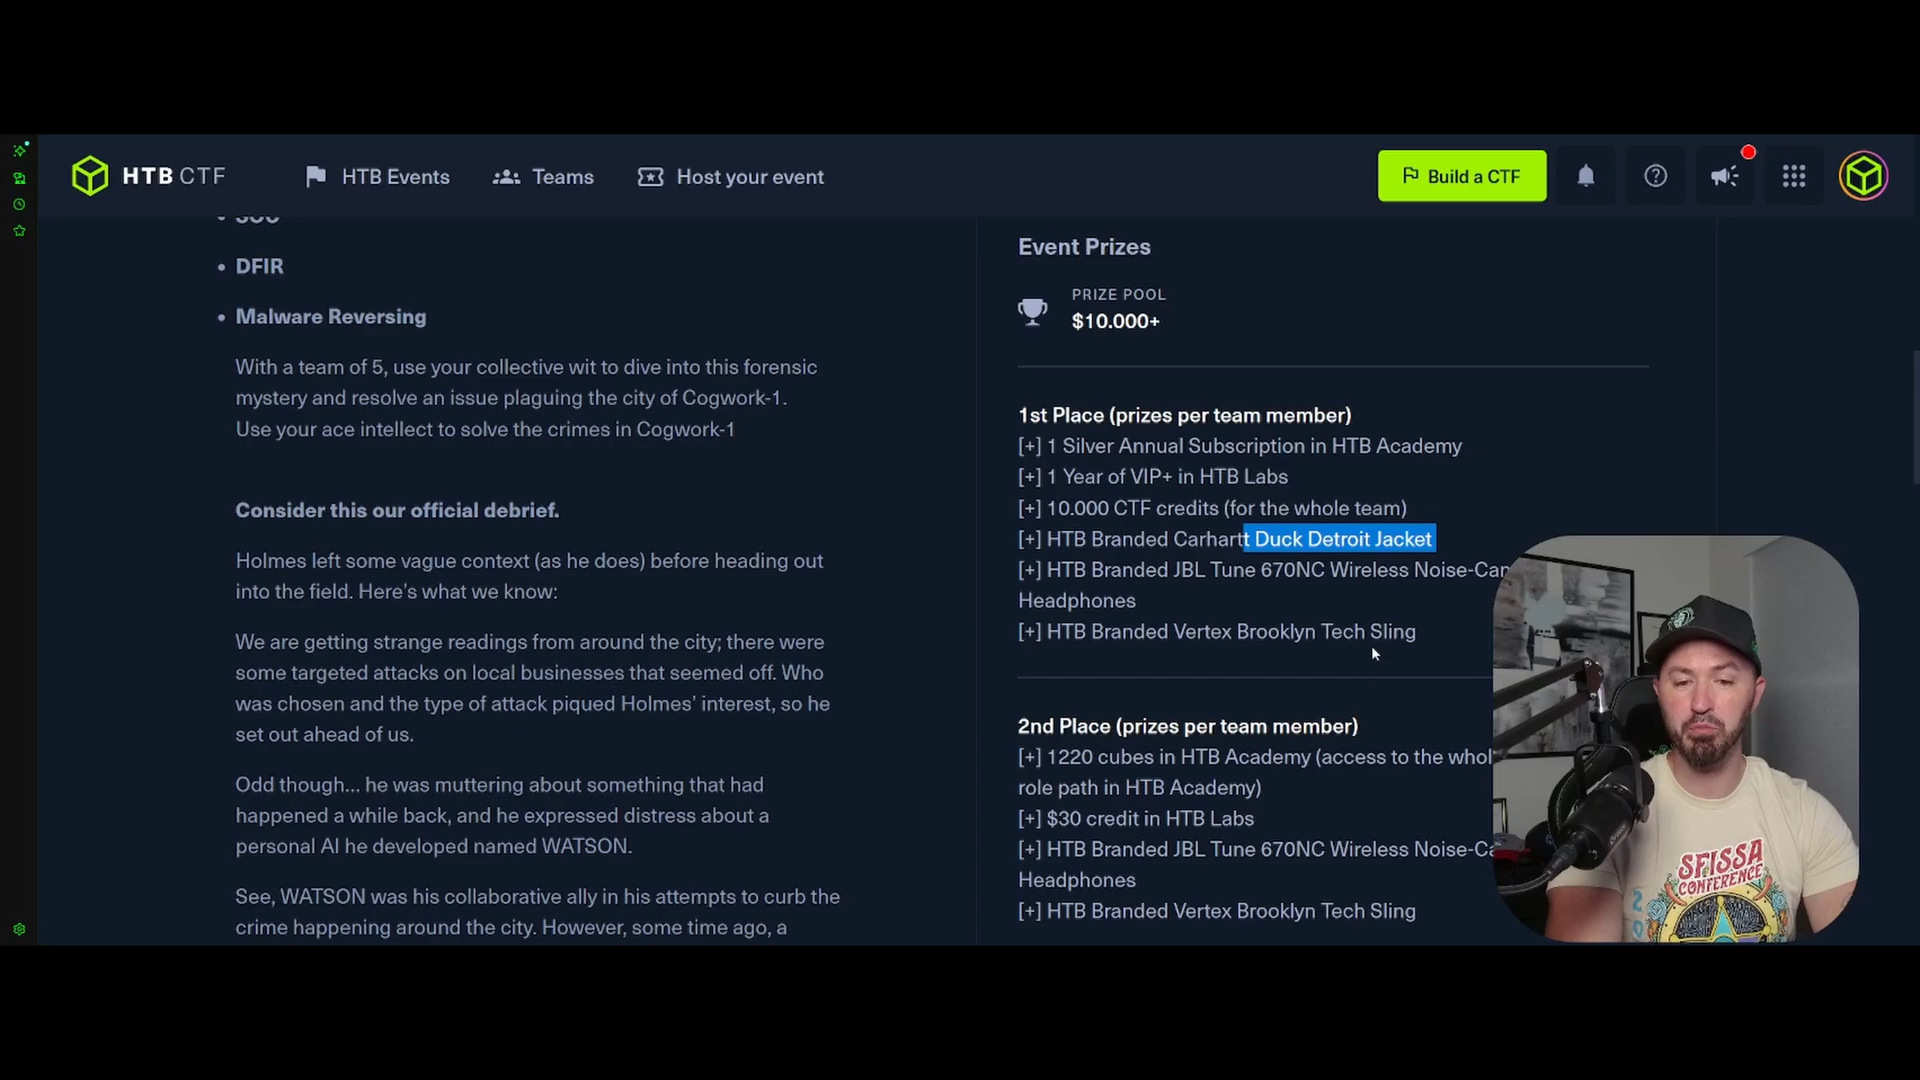 HTB CTF
HTB Events
Teams
Host your event
Build a CTF
DFIR
Malware Reversing
With a team of 5, use your collective wit to dive into this forensic
mystery and resolve an issue plaguing the city of Cogwork-1.
Use your ace intellect to solve the crimes in Cogwork-1
Consider this our official debrief.
Holmes left some vague context (as he does) before heading out
into the field. Here's what we know:
We are getting strange readings from around the city; there were
some targeted attacks on local businesses that seemed off. Who
was chosen and the type of attack piqued Holmes' interest, so he
set out ahead of us.
Odd though... he was muttering about something that had
happened a while back, and he expressed distress about a
personal AI he developed named WATSON.
See, WATSON was his collaborative ally in his attempts to curb the
crime happening around the city. However, some time ago, a
Event Prizes
PRIZE POOL
$10.000+
1st Place (prizes per team member)
[+] 1 Silver Annual Subscription in HTB Academy
[+] 1 Year of VIP+ in HTB Labs
[+] 10.000 CTF credits (for the whole team)
[+] HTB Branded Carhartt Duck Detroit Jacket
[+] HTB Branded JBL Tune 670NC Wireless Noise-Can
Headphones
[+] HTB Branded Vertex Brooklyn Tech Sling
2nd Place (prizes per team member)
[+] 1220 cubes in HTB Academy (access to the whol
role path in HTB Academy)
[+] $30 credit in HTB Labs
[+] HTB Branded JBL Tune 670NC Wireless Noise-Ca
Headphones
[+] HTB Branded Vertex Brooklyn Tech Sling
SFISSA
CONFERENCE